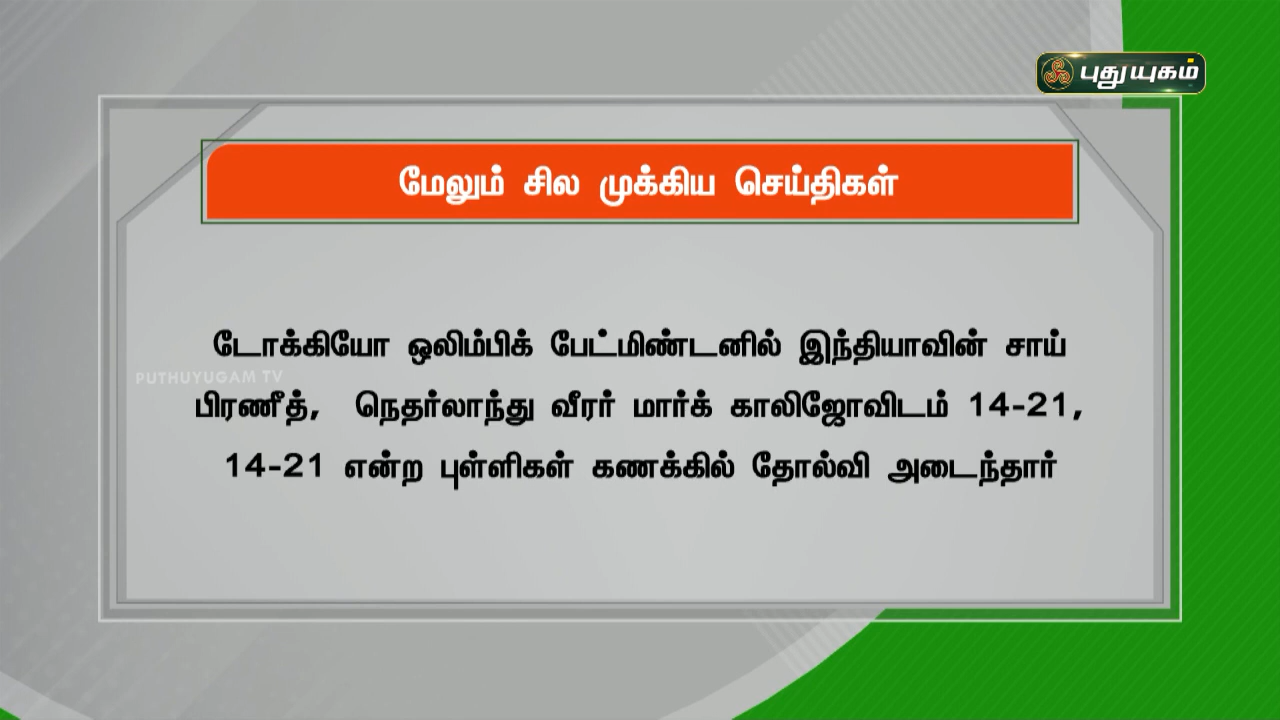 புதுயுகம்
மேலும் சில முக்கிய செய்திகள்
டோக்கியோ ஒலிம்பிக் பேட்மிண்டனில் இந்தியாவின் சாய்
PUTHUYUGAM TV
பிரணீத், நெதர்லாந்து வீரர் மார்க் காலிஜோவிடம் 14-21,
14-21 என்ற புள்ளிகள் கணக்கில் தோல்வி அடைந்தார்